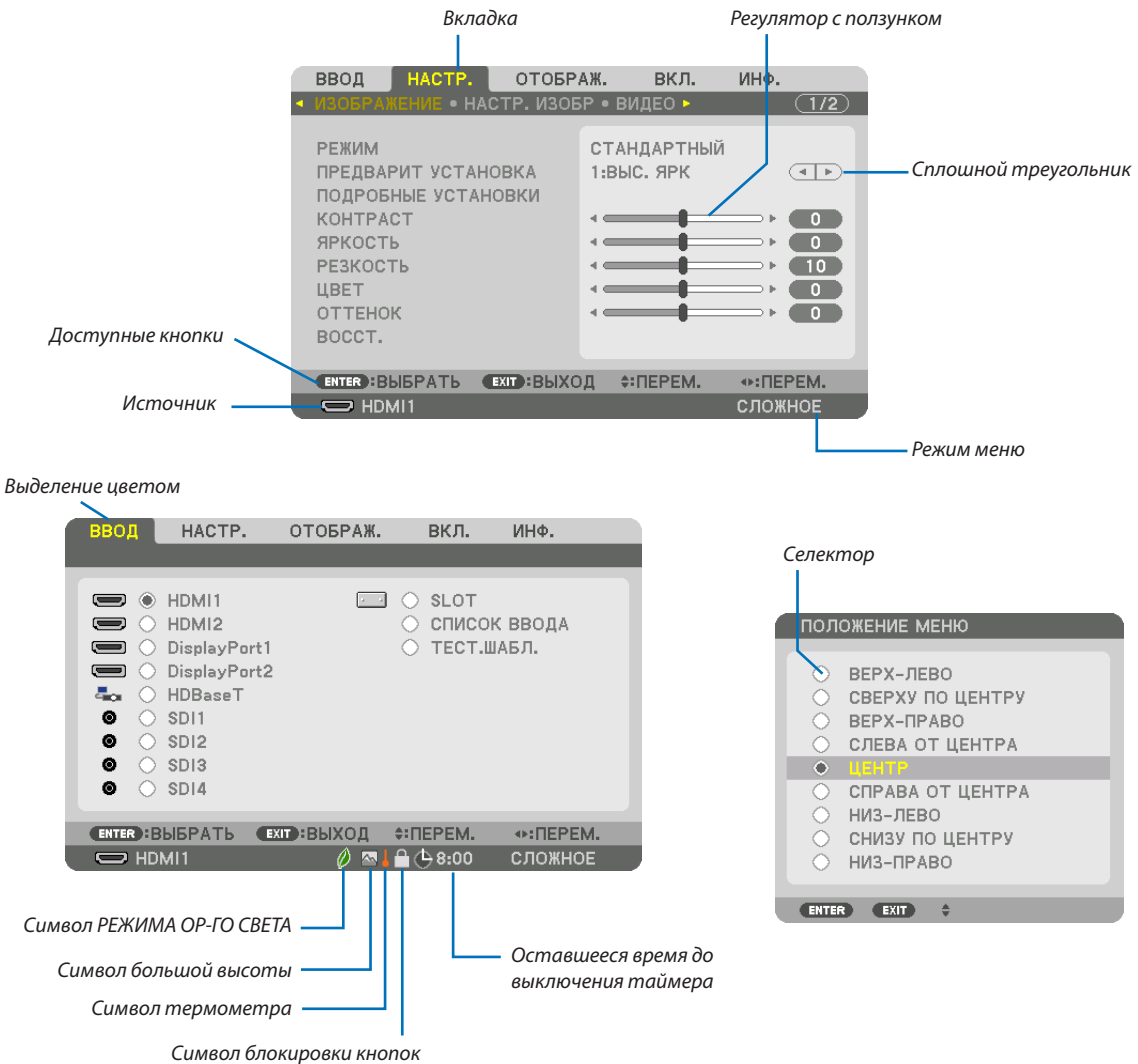 Вкладка
Регулятор с ползунком
ВВОД НАСТР. ОТОБРАЖ. ВКЛ. ИНФ.
ИЗОБРАЖЕНИЕ • НАСТР. ИЗОБР • ВИДЕО 1/2
РЕЖИМ СТАНДАРТНЫЙ
ПРЕДВАРИТ УСТАНОВКА 1:ВЫС. ЯРК
Сплошной треугольник
ПОДРОБНЫЕ УСТАНОВКИ
КОНТРАСТ 0
ЯРКОСТЬ 0
РЕЗКОСТЬ 10
ЦВЕТ 0
ОТТЕНОК 0
ВОССТ.
Доступные кнопки
ENTER:ВЫБРАТЬ EXIT:ВЫХОД :ПЕРЕМ. :ПЕРЕМ.
Источник
HDMI1 СЛОЖНОЕ
Режим меню
Выделение цветом
ВВОД НАСТР. ОТОБРАЖ. ВКЛ. ИНФ.
HDMI1 SLOT
HDMI2 СПИСОК ВВОДА
DisplayPort1 ТЕСТ.ШАБЛ.
DisplayPort2
HDBaseT
SDI1
SDI2
SDI3
SDI4
ENTER:ВЫБРАТЬ EXIT:ВЫХОД :ПЕРЕМ. :ПЕРЕМ.
HDMI1 8:00 СЛОЖНОЕ
Символ РЕЖИМА ОР-ГО СВЕТА
Символ большой высоты
Символ термометра
Символ блокировки кнопок
Оставшееся время до
выключения таймера
Селектор
ПОЛОЖЕНИЕ МЕНЮ
ВЕРХ-ЛЕВО
СВЕРХУ ПО ЦЕНТРУ
ВЕРХ-ПРАВО
СЛЕВА ОТ ЦЕНТРА
ЦЕНТР
СПРАВА ОТ ЦЕНТРА
НИЗ-ЛЕВО
СНИЗУ ПО ЦЕНТРУ
НИЗ-ПРАВО
ENTER EXIT